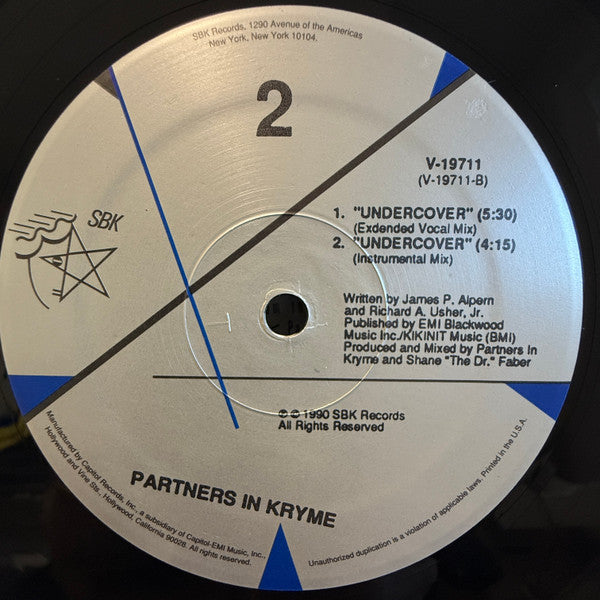 SBK Records, 1290 Avenue of the Americas
New York, New York 10104.
2
SBK
V-19711
(V-19711-B)
1. "UNDERCOVER" (5:30)
(Exdended Vocal Mix)
2. "UNDERCOVER" (4:15)
(Instrumental Mix)
Written by James P. Alpern
and Richard A. Usher, Jr.
Published by EMI Blackwood
Music Inc./KIKINIT Music (BMI)
Produced and Mixed by Partners In
Kryme and Shane "The Dr." Faber
℗ © 1990 SBK Records
All Rights Reserved
PARTNERS IN KRYME
Manufactured by Capitol Records, Inc., a subsidiary of Capitol-EMI Music, Inc.,
Hollywood and Vine Sts., Hollywood, California 90028. All rights reserved.
Unauthorized duplication is a violation of applicable laws. Printed in the U.S.A.